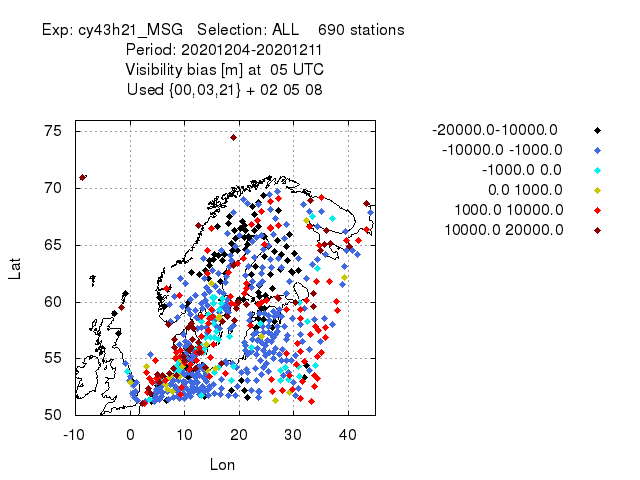 Exp: cy43h21_MSG   Selection: ALL    690 stations
Period: 20201204-20201211
Visibility bias [m] at  05 UTC
Used {00,03,21} + 02 05 08
-20000.0-10000.0
-10000.0 -1000.0
-1000.0 0.0
0.0 1000.0
1000.0 10000.0
10000.0 20000.0
75
70
65
60
55
50
Lat
-10 0 10 20 30 40
Lon